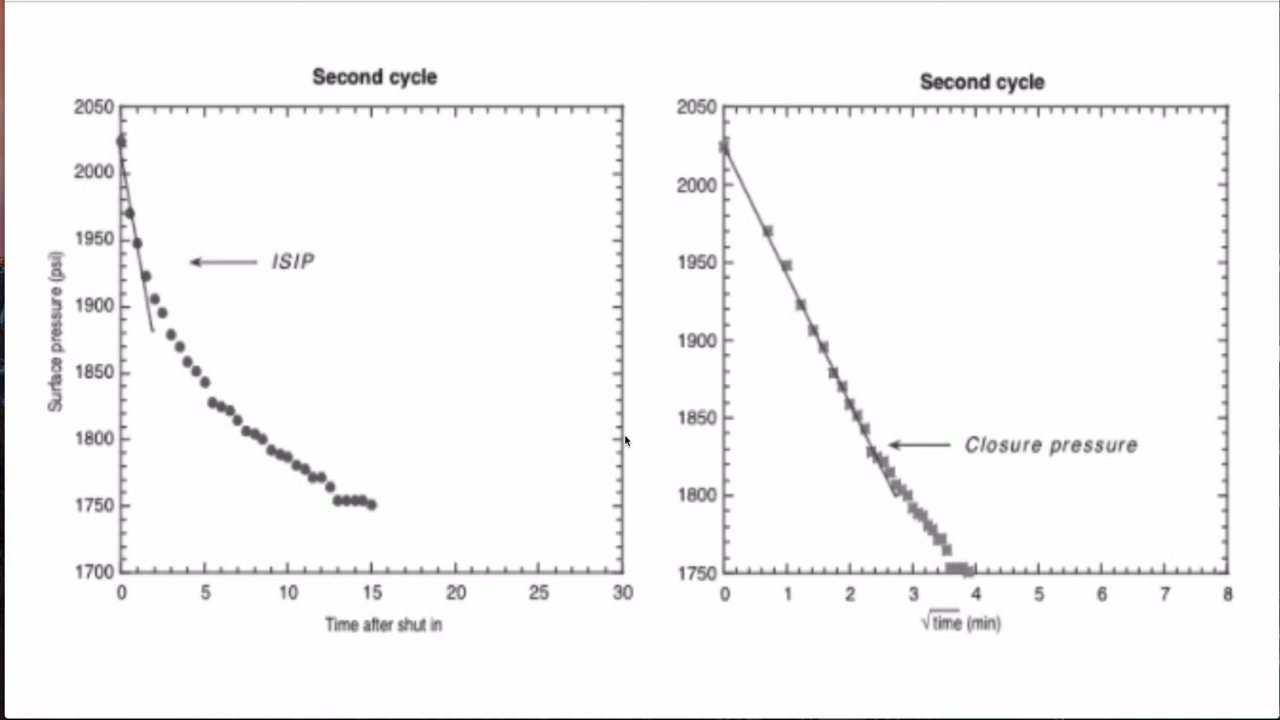 Second cycle
2050
2000
1950
1900
1850
1800
1750
1700
Surface pressure (psi)
ISIP
0 5 10 15 20 25 30
Time after shut in
Second cycle
2050
2000
1950
1900
1850
1800
1750
Closure pressure
0 1 2 3 4 5 6 7 8
√time (min)